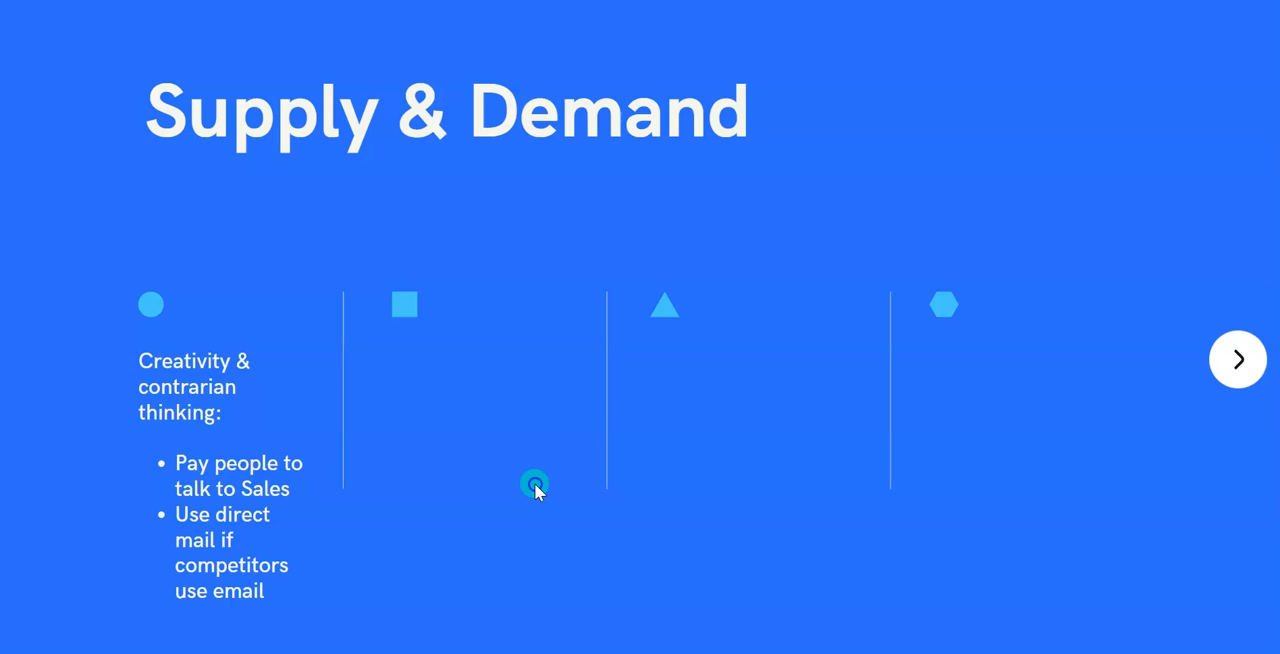 Supply & Demand
Creativity &
contrarian
thinking:
• Pay people to
talk to Sales
• Use direct
mail if
competitors
use email